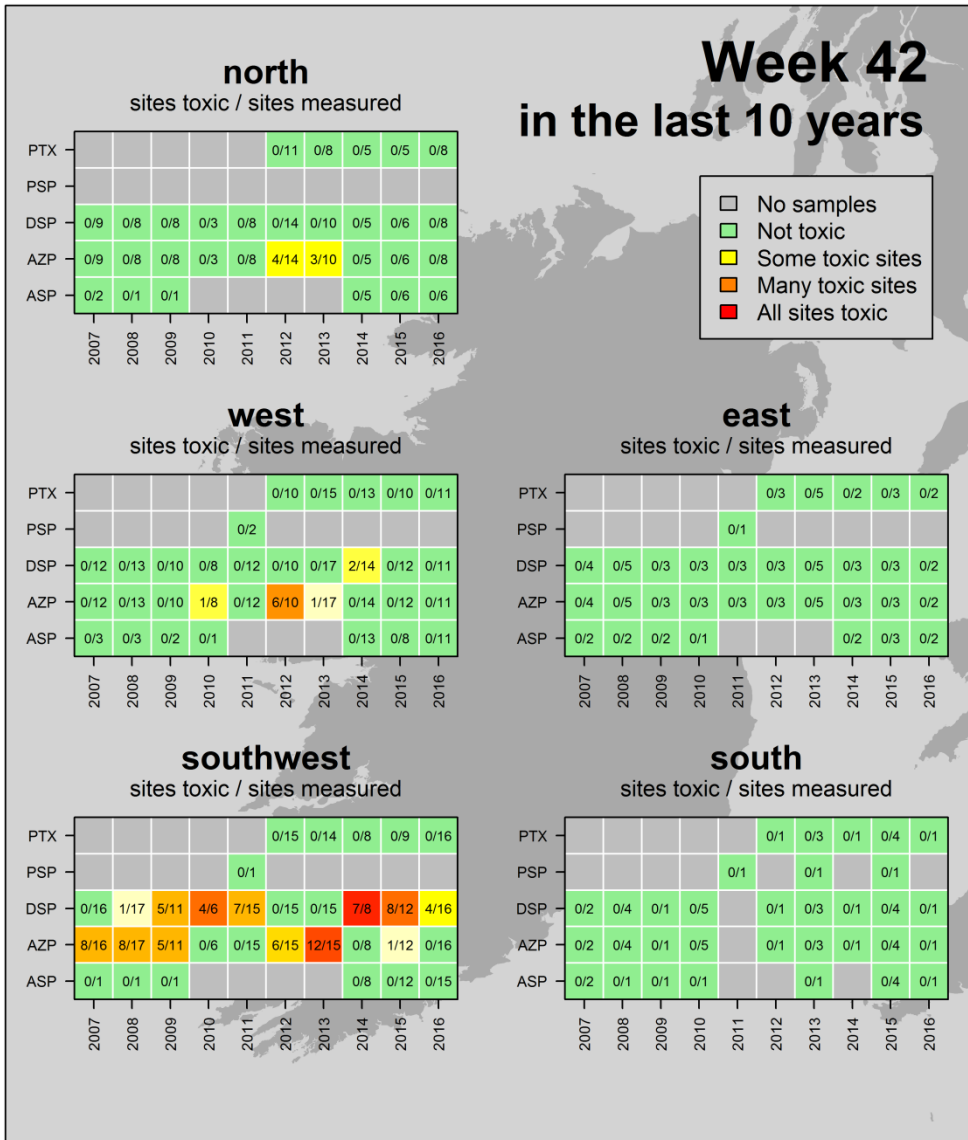 Week 42
in the last 10 years
No samples
Not toxic
Some toxic sites
Many toxic sites
All sites toxic
north
sites toxic / sites measured
PTX 0/11 0/8 0/5 0/5 0/8
PSP
DSP 0/9 0/8 0/8 0/3 0/8 0/14 0/10 0/5 0/6 0/8
AZP 0/9 0/8 0/8 0/3 0/8 4/14 3/10 0/5 0/6 0/8
ASP 0/2 0/1 0/1 0/5 0/6 0/6
2007 2008 2009 2010 2011 2012 2013 2014 2015 2016
west
sites toxic / sites measured
PTX 0/10 0/15 0/13 0/10 0/11
PSP 0/2
DSP 0/12 0/13 0/10 0/8 0/12 0/10 0/17 2/14 0/12 0/11
AZP 0/12 0/13 0/10 1/8 0/12 6/10 1/17 0/14 0/12 0/11
ASP 0/3 0/3 0/2 0/1 0/13 0/8 0/11
2007 2008 2009 2010 2011 2012 2013 2014 2015 2016
east
sites toxic / sites measured
PTX 0/3 0/5 0/2 0/3 0/2
PSP 0/1
DSP 0/4 0/5 0/3 0/3 0/3 0/3 0/5 0/3 0/3 0/2
AZP 0/4 0/5 0/3 0/3 0/3 0/3 0/5 0/3 0/3 0/2
ASP 0/2 0/2 0/2 0/1 0/2 0/3 0/2
2007 2008 2009 2010 2011 2012 2013 2014 2015 2016
southwest
sites toxic / sites measured
PTX 0/15 0/14 0/8 0/9 0/16
PSP 0/1
DSP 0/16 1/17 5/11 4/6 7/15 0/15 0/15 7/8 8/12 4/16
AZP 8/16 8/17 5/11 0/6 0/15 6/15 12/15 0/8 1/12 0/16
ASP 0/1 0/1 0/1 0/8 0/12 0/15
2007 2008 2009 2010 2011 2012 2013 2014 2015 2016
south
sites toxic / sites measured
PTX 0/1 0/3 0/1 0/4 0/1
PSP 0/1 0/1 0/1
DSP 0/2 0/4 0/1 0/5 0/1 0/3 0/1 0/4 0/1
AZP 0/2 0/4 0/1 0/5 0/1 0/3 0/1 0/4 0/1
ASP 0/2 0/1 0/1 0/1 0/1 0/4 0/1
2007 2008 2009 2010 2011 2012 2013 2014 2015 2016